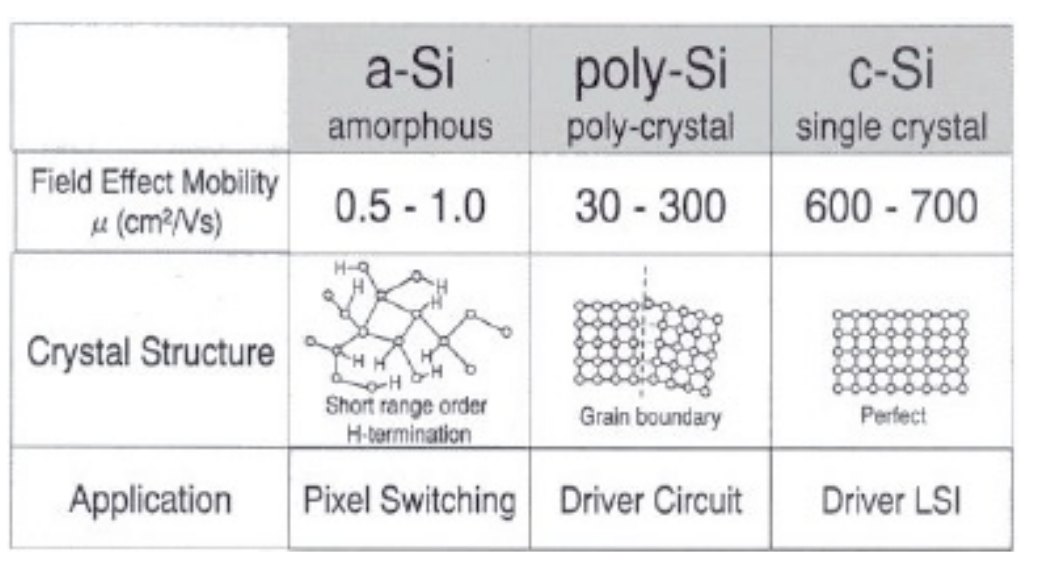 a-Si
amorphous
poly-Si
poly-crystal
c-Si
single crystal
Field Effect Mobility
μ (cm²/Vs)
0.5 - 1.0
30 - 300
600 - 700
Crystal Structure
H
H
H
H
H
H
H
H
H
Short range order
H-termination
Grain boundary
Perfect
Application
Pixel Switching
Driver Circuit
Driver LSI